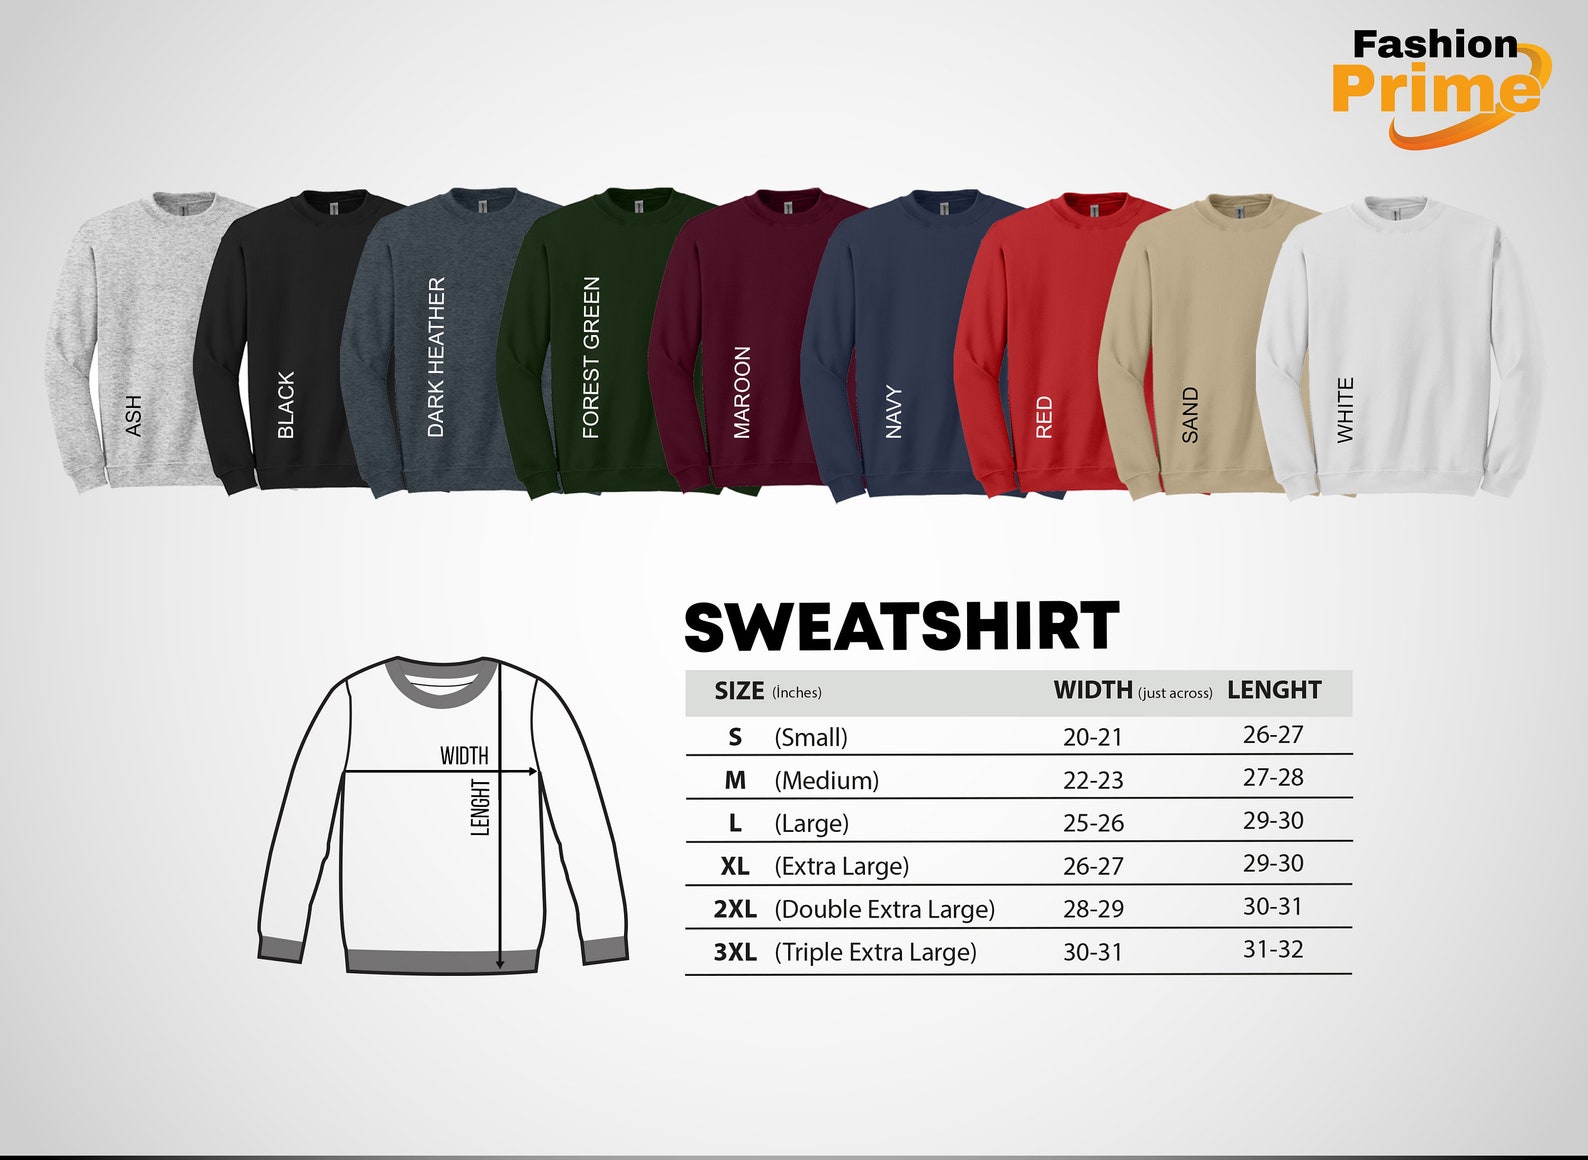 Fashion
Prime
ASH
BLACK
DARK HEATHER
FOREST GREEN
MAROON
NAVY
RED
SAND
WHITE
SWEATSHIRT
SIZE (İnches) WIDTH (just across) LENGHT
S (Small) 20-21 26-27
M (Medium) 22-23 27-28
L (Large) 25-26 29-30
XL (Extra Large) 26-27 29-30
2XL (Double Extra Large) 28-29 30-31
3XL (Triple Extra Large) 30-31 31-32
WIDTH
LENGHT